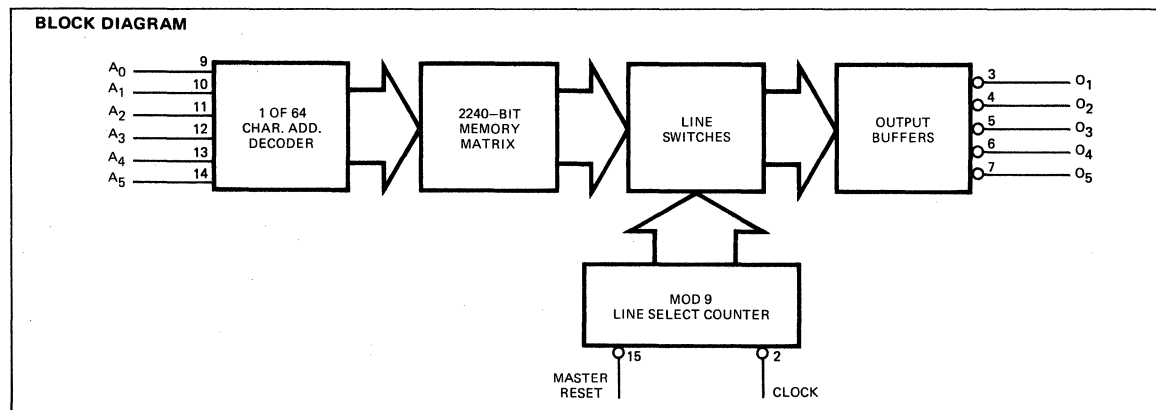 BLOCK DIAGRAM
A0 9
A1 10
A2 11
A3 12
A4 13
A5 14
1 OF 64
CHAR. ADD.
DECODER
2240-BIT
MEMORY
MATRIX
LINE
SWITCHES
OUTPUT
BUFFERS
3 O1
4 O2
5 O3
6 O4
7 O5
MOD 9
LINE SELECT COUNTER
15 2
MASTER
RESET
CLOCK